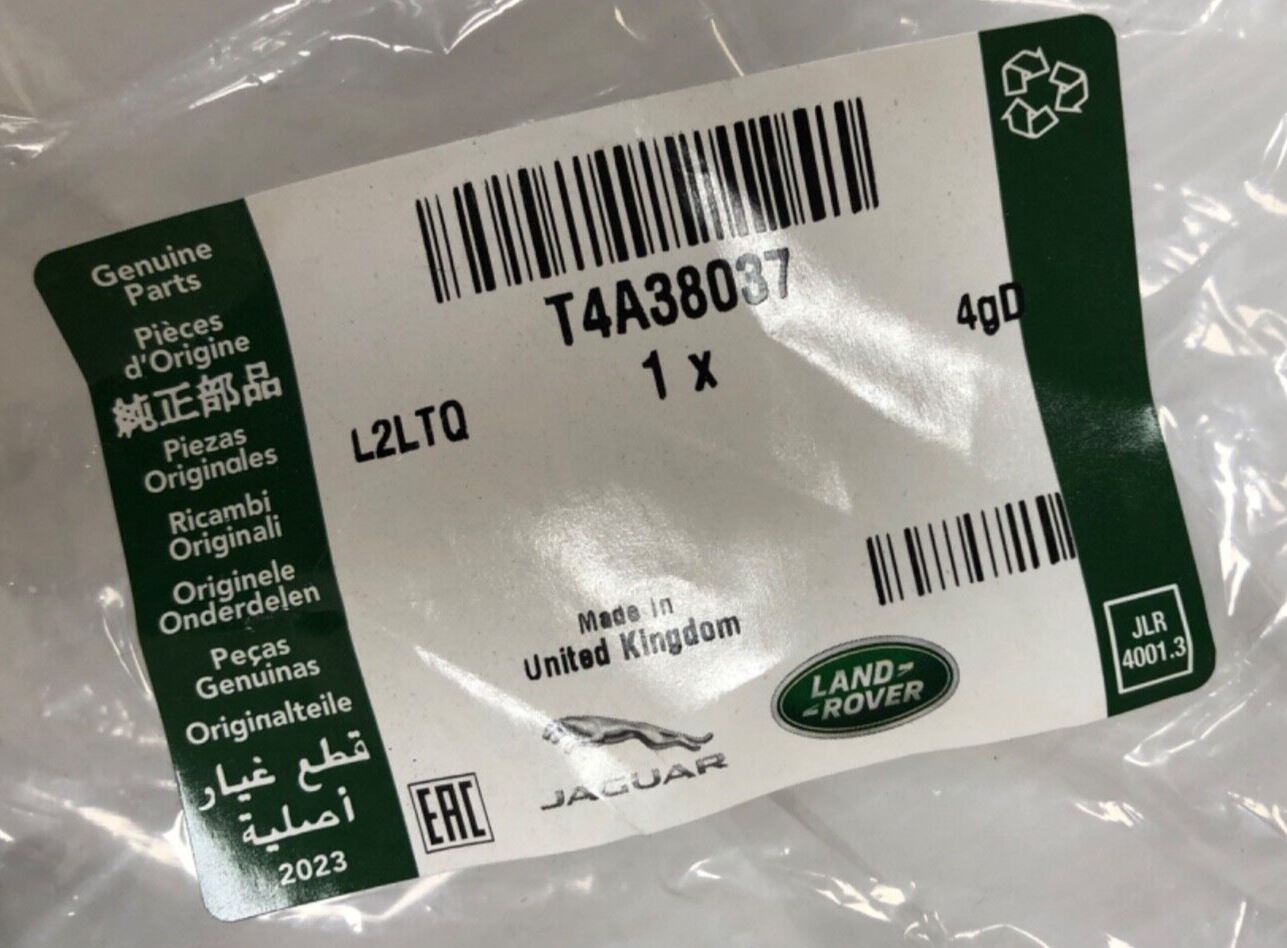 Genuine
Parts
Pièces
d'Origine
純正部品
Piezas
Originales
Ricambi
Originali
Originele
Onderdelen
Peças
Genuinas
Originalteile
قطع غيار
أصلية
2023
T4A38037
1 x
4gD
L2LTQ
Made in
United Kingdom
EAC
JAGUAR
LAND-
-ROVER
JLR
4001.3